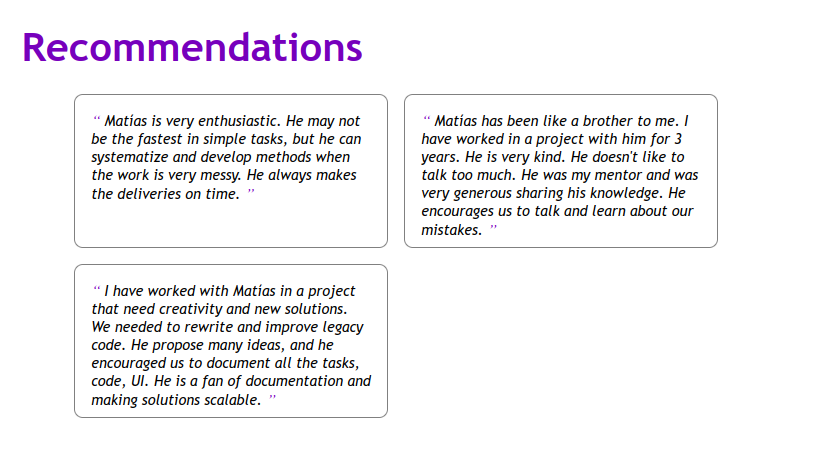 Recommendations
“ Matías is very enthusiastic. He may not
be the fastest in simple tasks, but he can
systematize and develop methods when
the work is very messy. He always makes
the deliveries on time. ”
“ Matías has been like a brother to me. I
have worked in a project with him for 3
years. He is very kind. He doesn't like to
talk too much. He was my mentor and was
very generous sharing his knowledge. He
encourages us to talk and learn about our
mistakes. ”
“ I have worked with Matías in a project
that need creativity and new solutions.
We needed to rewrite and improve legacy
code. He propose many ideas, and he
encouraged us to document all the tasks,
code, UI. He is a fan of documentation and
making solutions scalable. ”